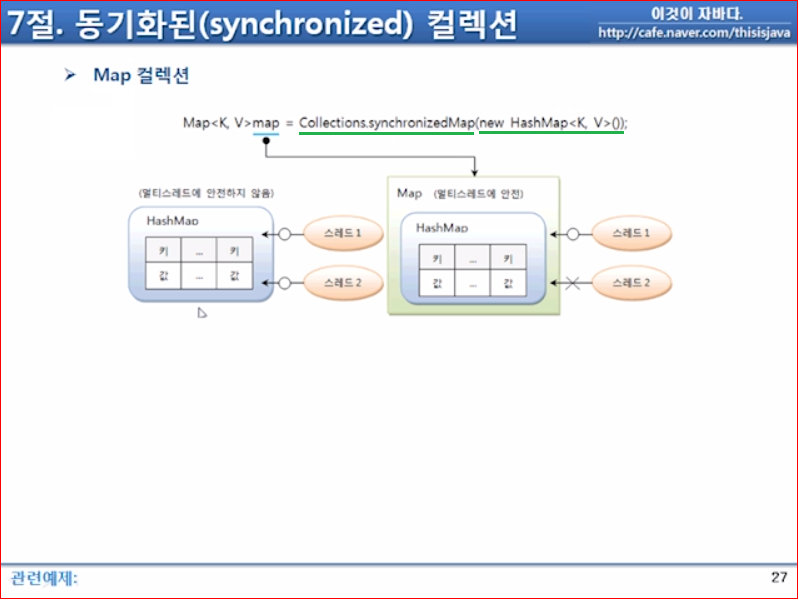 7절. 동기화된(synchronized) 컬렉션
이것이 자바다.
http://cafe.naver.com/thisisjava
Map 컬렉션
Map<K, V>map = Collections.synchronizedMap(new HashMap<K, V>());
(멀티스레드에 안전하지 않음)
HashMap
키 ... 키
값 ... 값
스레드 1
스레드 2
Map (멀티스레드에 안전)
HashMap
키 ... 키
값 ... 값
스레드 1
스레드 2
관련예제:
27